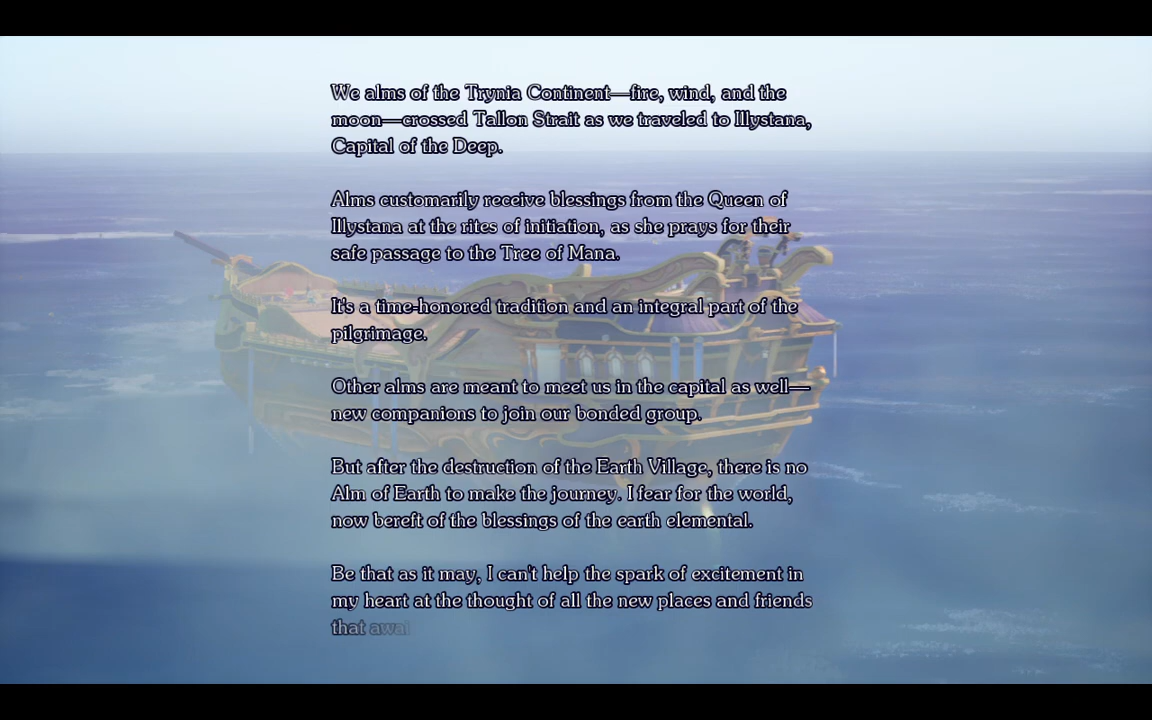 We alms of the Trynia Continent—fire, wind, and the
moon—crossed Tallon Strait as we traveled to Illystana,
Capital of the Deep.
Alms customarily receive blessings from the Queen of
Illystana at the rites of initiation, as she prays for their
safe passage to the Tree of Mana.
It's a time-honored tradition and an integral part of the
pilgrimage.
Other alms are meant to meet us in the capital as well—
new companions to join our bonded group.
But after the destruction of the Earth Village, there is no
Alm of Earth to make the journey. I fear for the world,
now bereft of the blessings of the earth elemental.
Be that as it may, I can't help the spark of excitement in
my heart at the thought of all the new places and friends
that awai